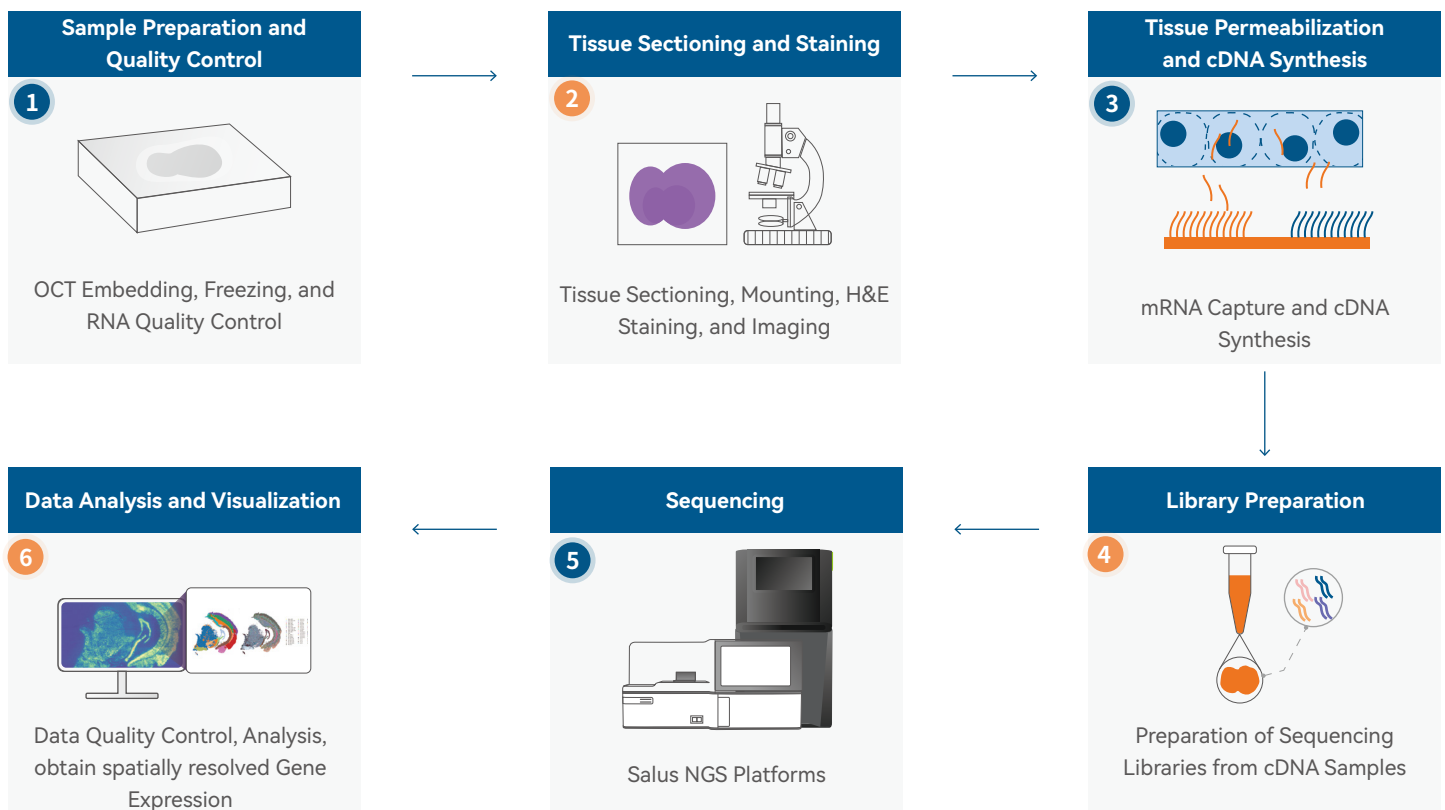 Sample Preparation and
Quality Control
1
OCT Embedding, Freezing, and
RNA Quality Control
Tissue Sectioning and Staining
2
Tissue Sectioning, Mounting, H&E
Staining, and Imaging
Tissue Permeabilization
and cDNA Synthesis
3
mRNA Capture and cDNA
Synthesis
Library Preparation
4
Preparation of Sequencing
Libraries from cDNA Samples
Sequencing
5
Salus NGS Platforms
Data Analysis and Visualization
6
Data Quality Control, Analysis,
obtain spatially resolved Gene
Expression